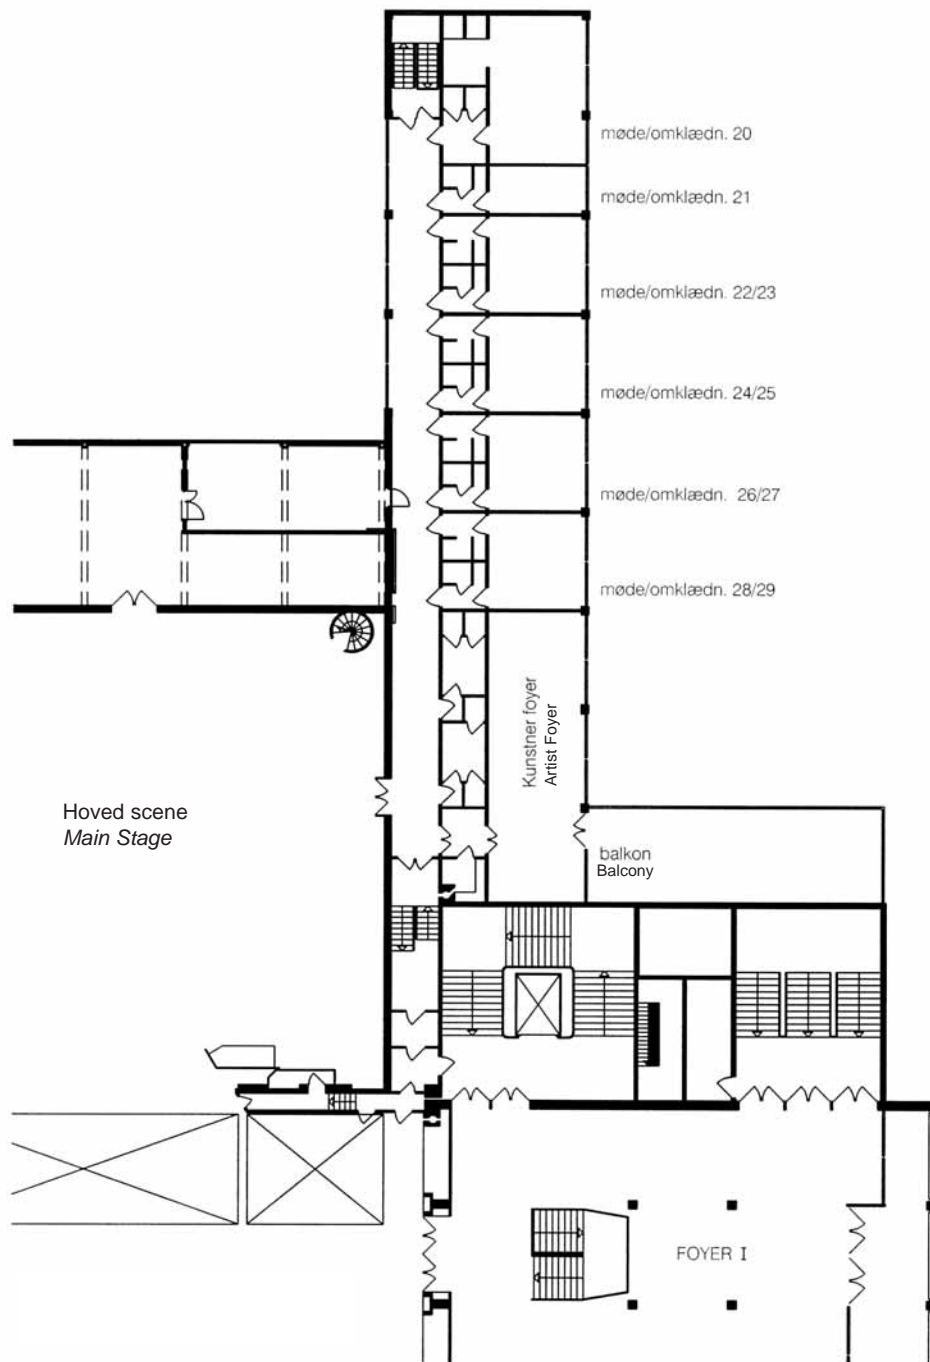 møde/omklædn. 20
møde/omklædn. 21
møde/omklædn. 22/23
møde/omklædn. 24/25
møde/omklædn. 26/27
møde/omklædn. 28/29
Kunstner foyer
Artist Foyer
Hoved scene
Main Stage
balkon
Balcony
FOYER I